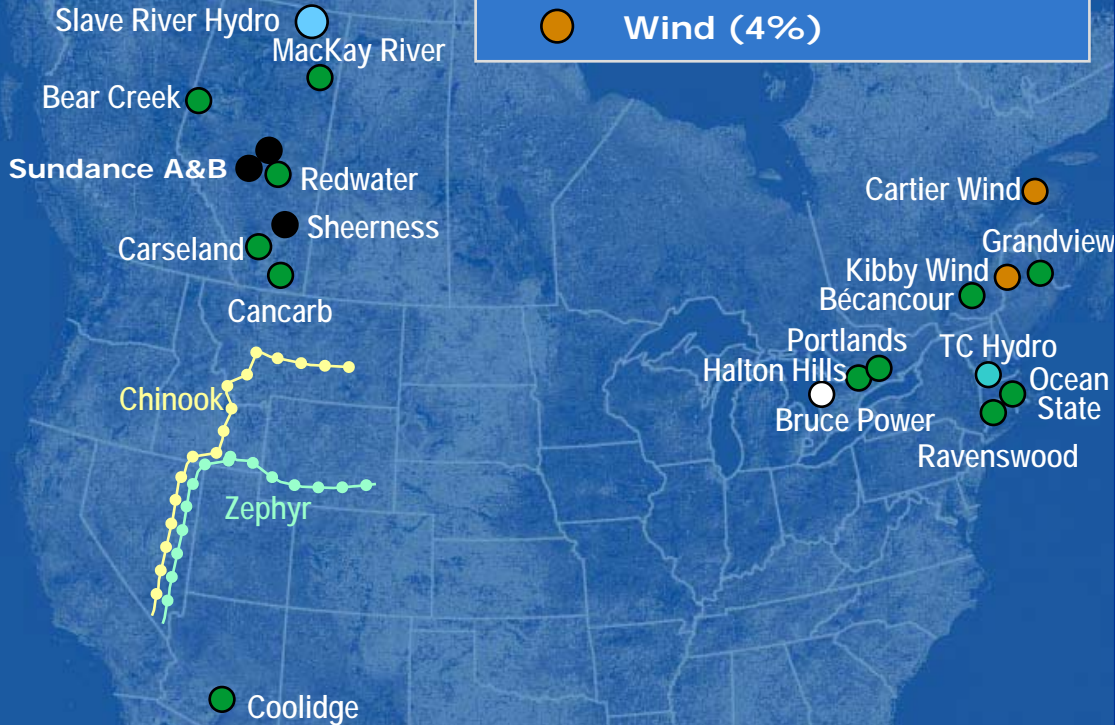 Slave River Hydro
Wind (4%)
MacKay River
Bear Creek
Sundance A&B
Redwater
Cartier Wind
Sheerness
Carseland
Grandview
Kibby Wind
Bécancour
Cancarb
Portlands
TC Hydro
Halton Hills
Ocean
State
Chinook
Bruce Power
Ravenswood
Zephyr
Coolidge